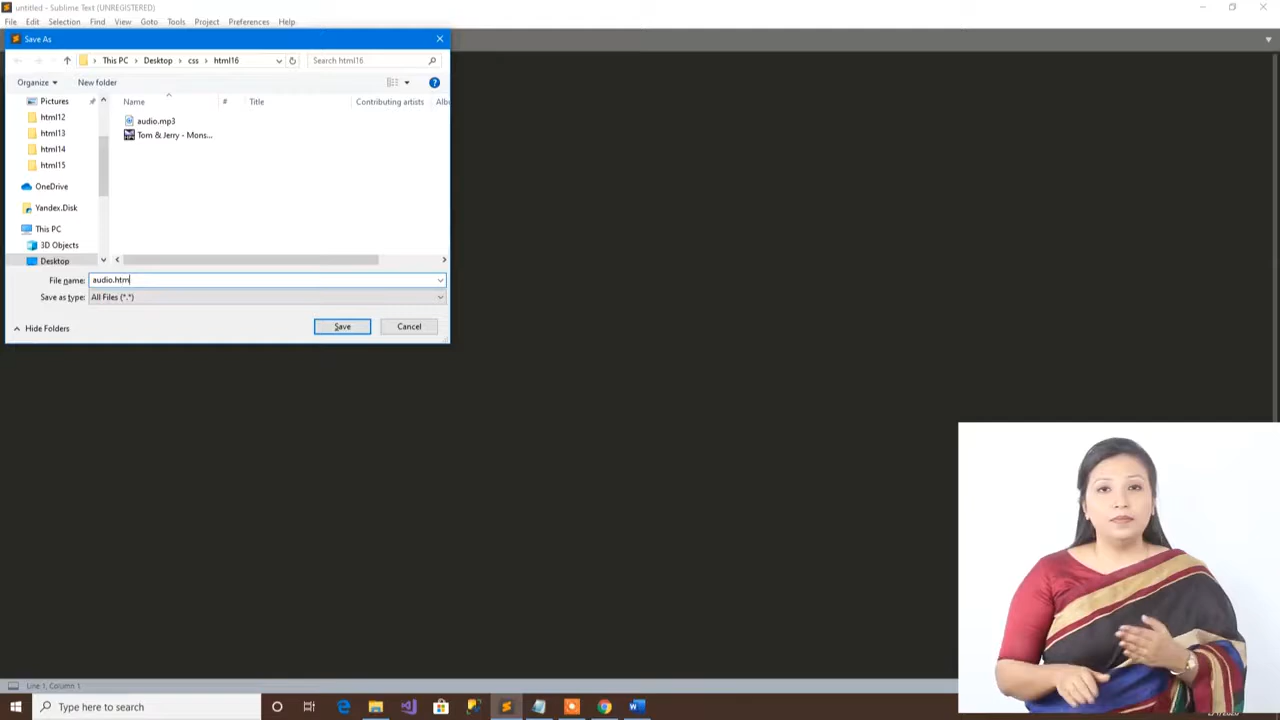 untitled - Sublime Text (UNREGISTERED)
File Edit Selection Find View Goto Tools Project Preferences Help
Save As
This PC Desktop css html16 Search html16
Organize New folder
Pictures
html12
html13
html14
html15
OneDrive
Yandex.Disk
This PC
3D Objects
Desktop
Name # Title Contributing artists
audio.mp3
Tom & Jerry - Mons...
File name: audio.htm
Save as type: All Files (*.*)
Hide Folders Save Cancel
Line 1, Column 1
Type here to search